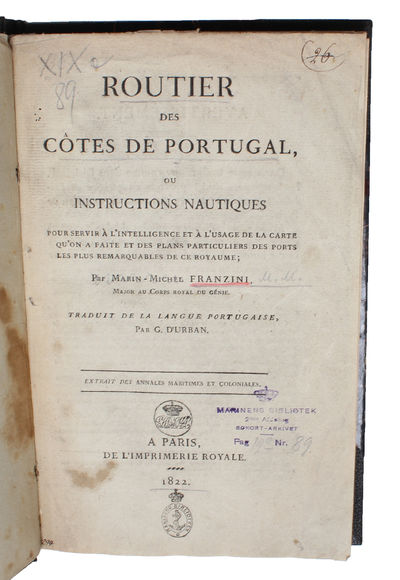 26
XIX a
89
ROUTIER
DES
CÔTES DE PORTUGAL,
OU
INSTRUCTIONS NAUTIQUES
POUR SERVIR À L'INTELLIGENCE ET À L'USAGE DE LA CARTE
QU'ON A FAITE ET DES PLANS PARTICULIERS DES PORTS
LES PLUS REMARQUABLES DE CE ROYAUME;
PAR MARIN-MICHEL FRANZINI, M. M.
MAJOR AU CORPS ROYAL DU GÉNIE.
TRADUIT DE LA LANGUE PORTUGAISE,
PAR G. D'URBAN.
EXTRAIT DES ANNALES MARITIMES ET COLONIALES.
MARINENS BIBLIOTEK
SØKORT-ARKIVET
Pag Nr. 89.
A PARIS,
DE L'IMPRIMERIE ROYALE.
1822.